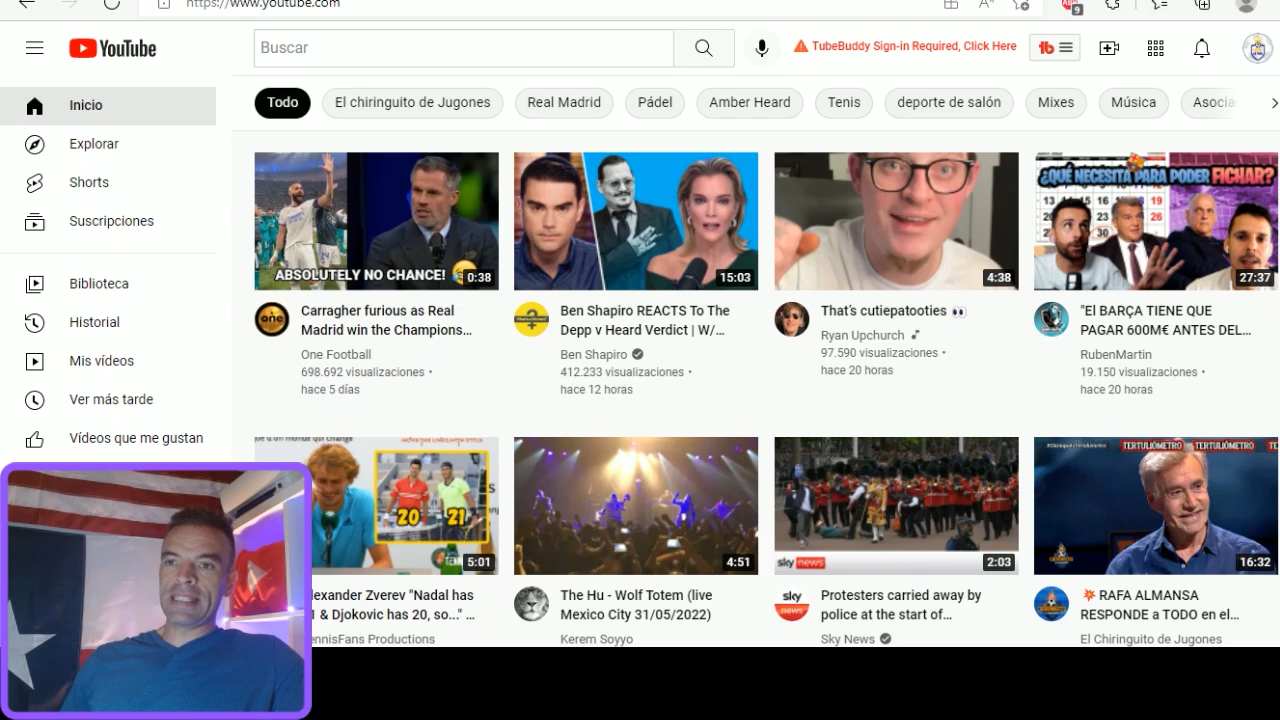 https://www.youtube.com
9
YouTube
Buscar
TubeBuddy Sign-in Required, Click Here
tb
Inicio
Explorar
Shorts
Suscripciones
Biblioteca
Historial
Mis vídeos
Ver más tarde
Vídeos que me gustan
Todo
El chiringuito de Jugones
Real Madrid
Pádel
Amber Heard
Tenis
deporte de salón
Mixes
Música
Asocia
ABSOLUTELY NO CHANCE!
0:38
15:03
4:38
¿QUÉ NECESITA PARA PODER FICHAR?
27:37
one
Carragher furious as Real
Madrid win the Champions...
One Football
698.692 visualizaciones •
hace 5 días
Ben Shapiro REACTS To The
Depp v Heard Verdict | W/...
Ben Shapiro
412.233 visualizaciones •
hace 12 horas
That's cutiepatooties 👀
Ryan Upchurch
97.590 visualizaciones •
hace 20 horas
"El BARÇA TIENE QUE
PAGAR 600M€ ANTES DEL...
RubenMartin
19.150 visualizaciones •
hace 20 horas
20
21
5:01
4:51
sky news
2:03
TERTULIÓMETRO
TERTULIÓMETRO
16:32
lexander Zverev "Nadal has
1 & Djokovic has 20, so..." ...
ennisFans Productions
The Hu - Wolf Totem (live
Mexico City 31/05/2022)
Kerem Soyyo
sky
news
Protesters carried away by
police at the start of...
Sky News
💥 RAFA ALMANSA
RESPONDE a TODO en el...
El Chiringuito de Jugones